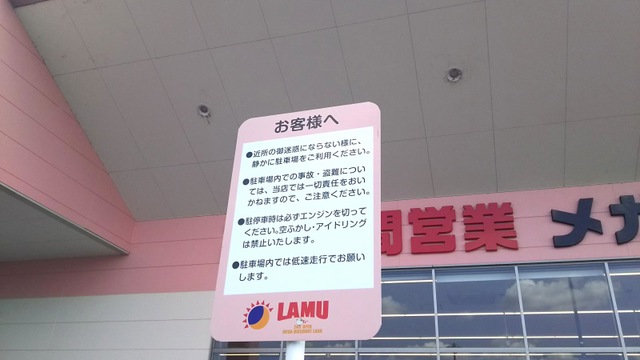 お客様へ
●近所の御迷惑にならない様に、
静かに駐車場をご利用ください。
●駐車場内での事故・盗難につい
ては、当店では一切責任をおい
かねますので、ご注意ください。
●駐停車時は必ずエンジンを切って
ください。空ふかし・アイドリング
は禁止いたします。
●駐車場内では低速走行でお願い
します。
LAMU
間営業 メガ